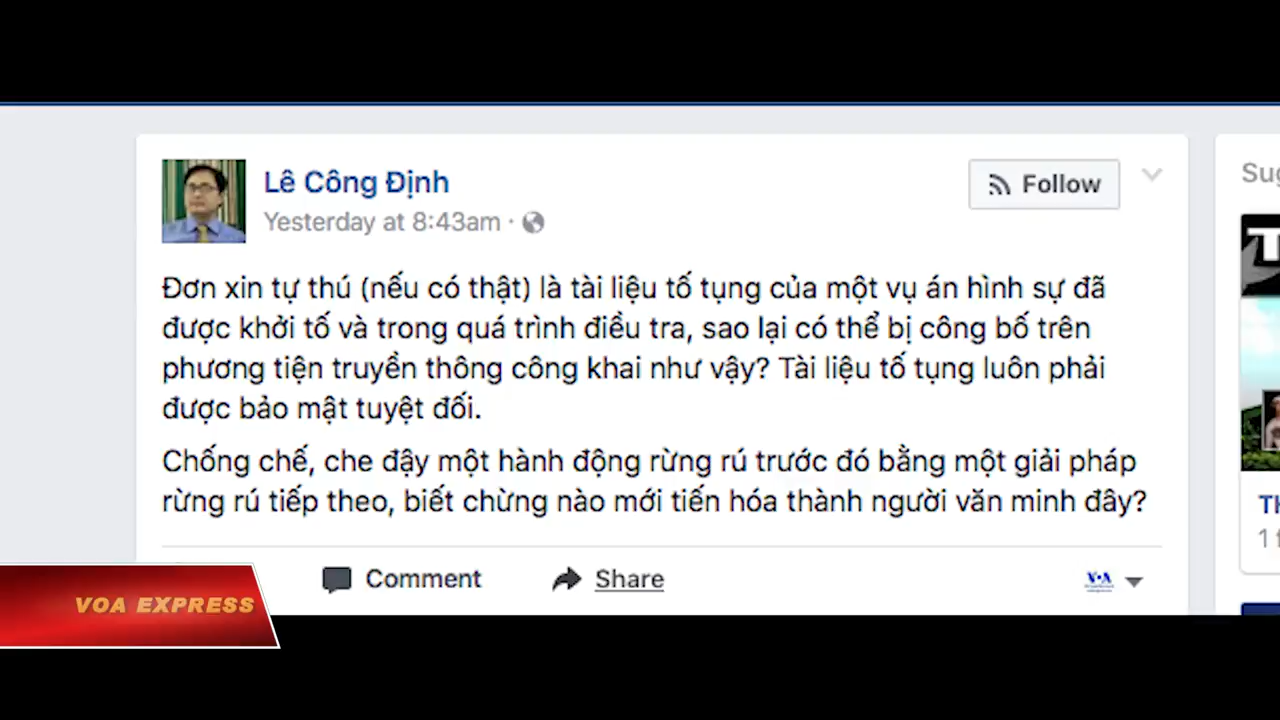 Lê Công Định
Yesterday at 8:43am ·
Follow
Sug
Đơn xin tự thú (nếu có thật) là tài liệu tố tụng của một vụ án hình sự đã
được khởi tố và trong quá trình điều tra, sao lại có thể bị công bố trên
phương tiện truyền thông công khai như vậy? Tài liệu tố tụng luôn phải
được bảo mật tuyệt đối.
Chống chế, che đậy một hành động rừng rú trước đó bằng một giải pháp
rừng rú tiếp theo, biết chừng nào mới tiến hóa thành người văn minh đây?
Comment
Share
VOA
VOA EXPRESS